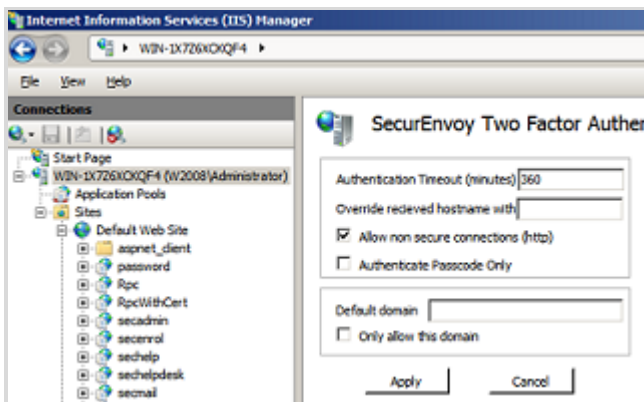 Internet Information Services (IIS) Manager
WIN-1X7Z6XCKQF4
File View Help
Connections
Start Page
WIN-1X7Z6XCKQF4 (W2008\Administrator)
Application Pools
Sites
Default Web Site
aspnet_client
password
Rpc
RpcWithCert
secadmin
secenrol
sechelp
sechelpdesk
secmail
SecurEnvoy Two Factor Auther
Authentication Timeout (minutes) 360
Override recieved hostname with
Allow non secure connections (http)
Authenticate Passcode Only
Default domain
Only allow this domain
Apply Cancel